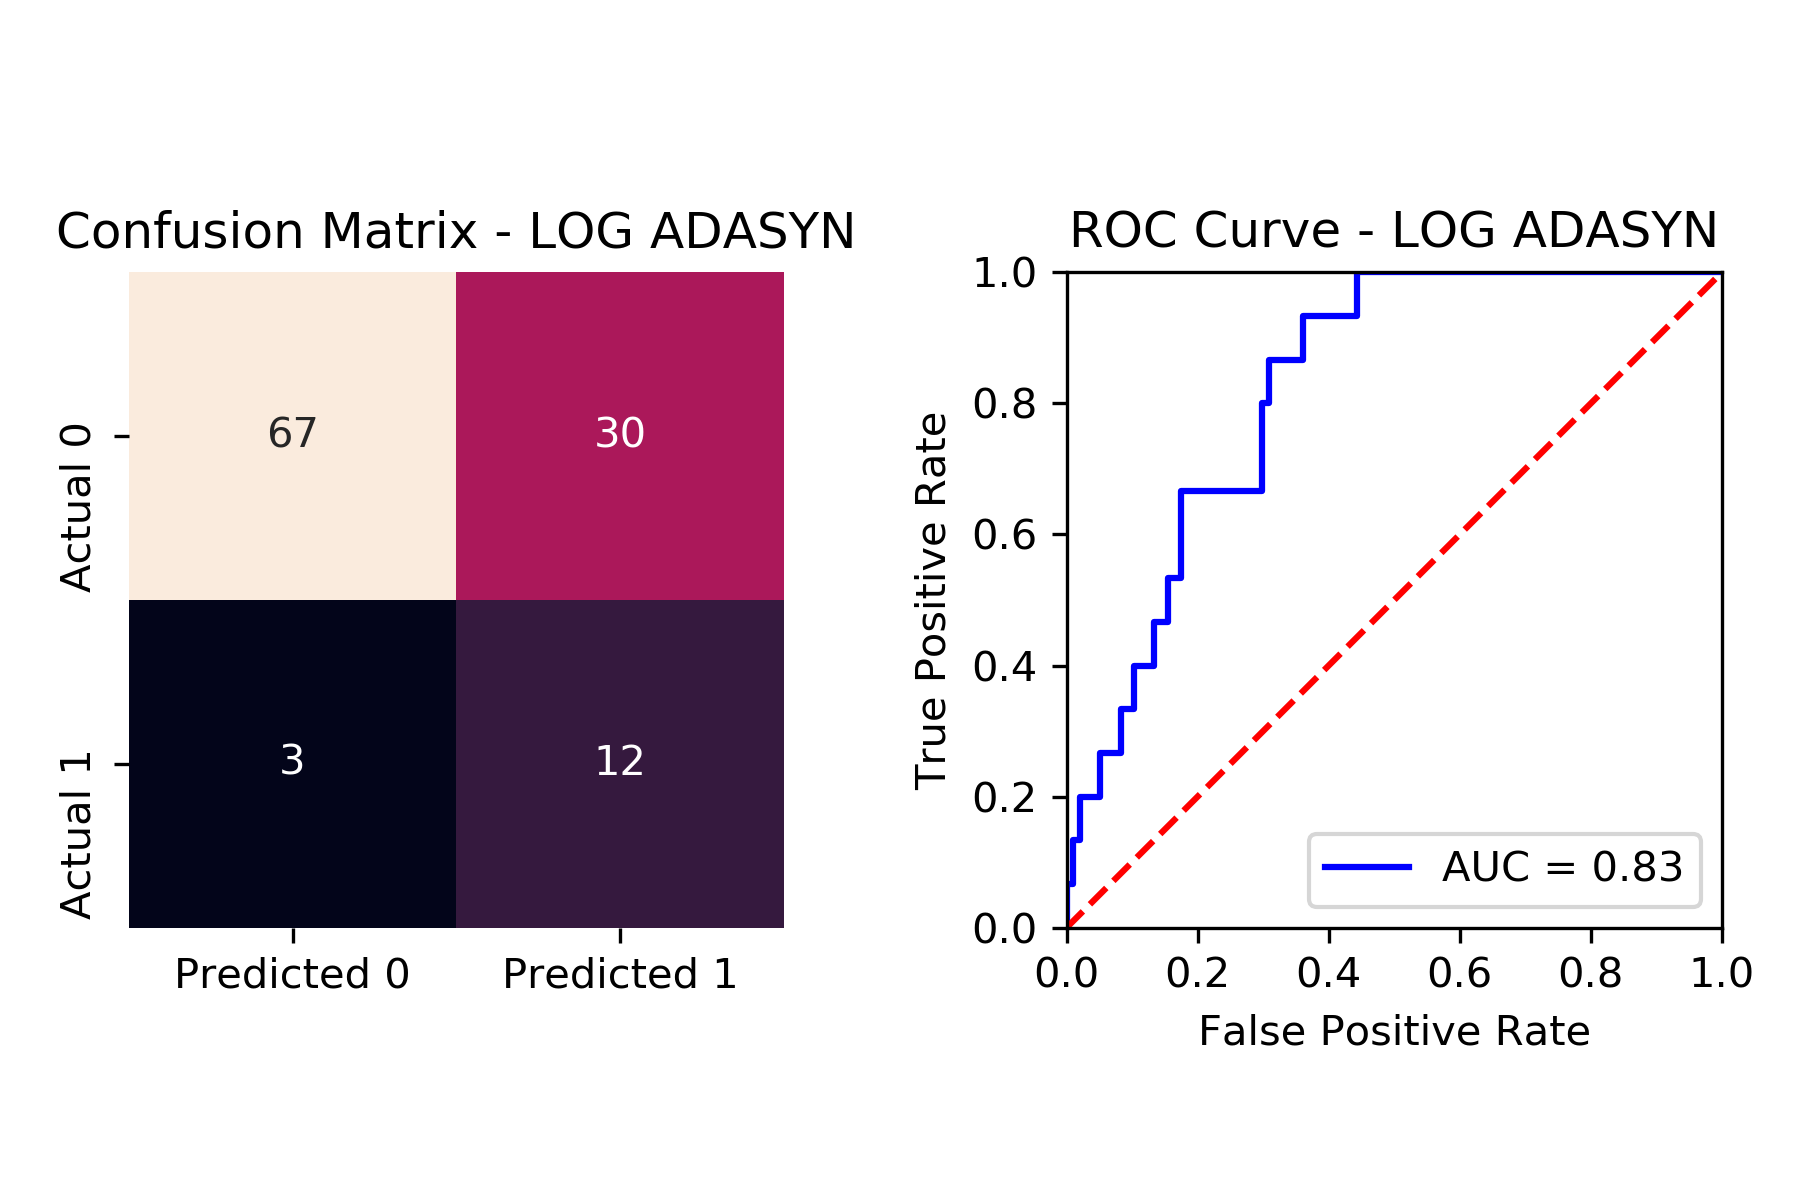 Confusion Matrix - LOG ADASYN
Actual 0
Actual 1
67
30
3
12
Predicted 0
Predicted 1
ROC Curve - LOG ADASYN
True Positive Rate
1.0
0.8
0.6
0.4
0.2
0.0
AUC = 0.83
0.0 0.2 0.4 0.6 0.8 1.0
False Positive Rate